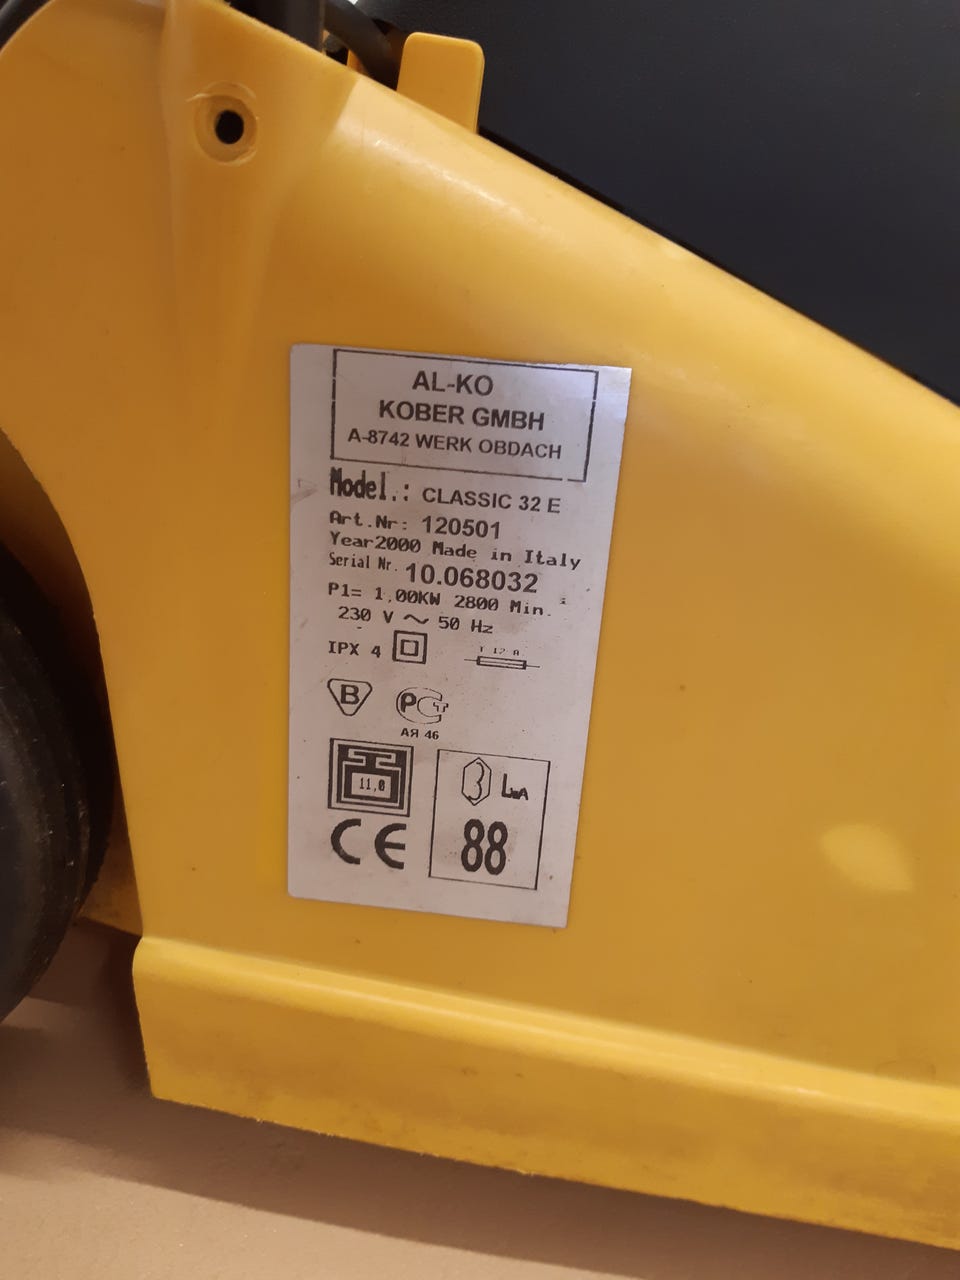 AL-KO
KOBER GMBH
A-8742 WERK OBDACH
Model.: CLASSIC 32 E
Art.Nr: 120501
Year2000 Made in Italy
Serial Nr. 10.068032
P1= 1,00KW 2800 Min.
230 V ~ 50 Hz
IPX 4
T 12 A
B
PCT
АЯ 46
11,0
LWA
CE
88